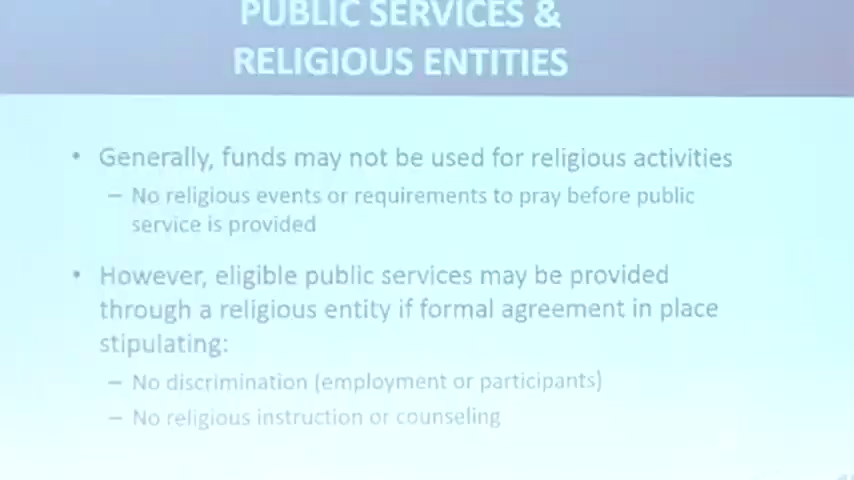 PUBLIC SERVICES &
RELIGIOUS ENTITIES
• Generally, funds may not be used for religious activities
– No religious events or requirements to pray before public
service is provided
• However, eligible public services may be provided
through a religious entity if formal agreement in place
stipulating:
– No discrimination (employment or participants)
– No religious instruction or counseling